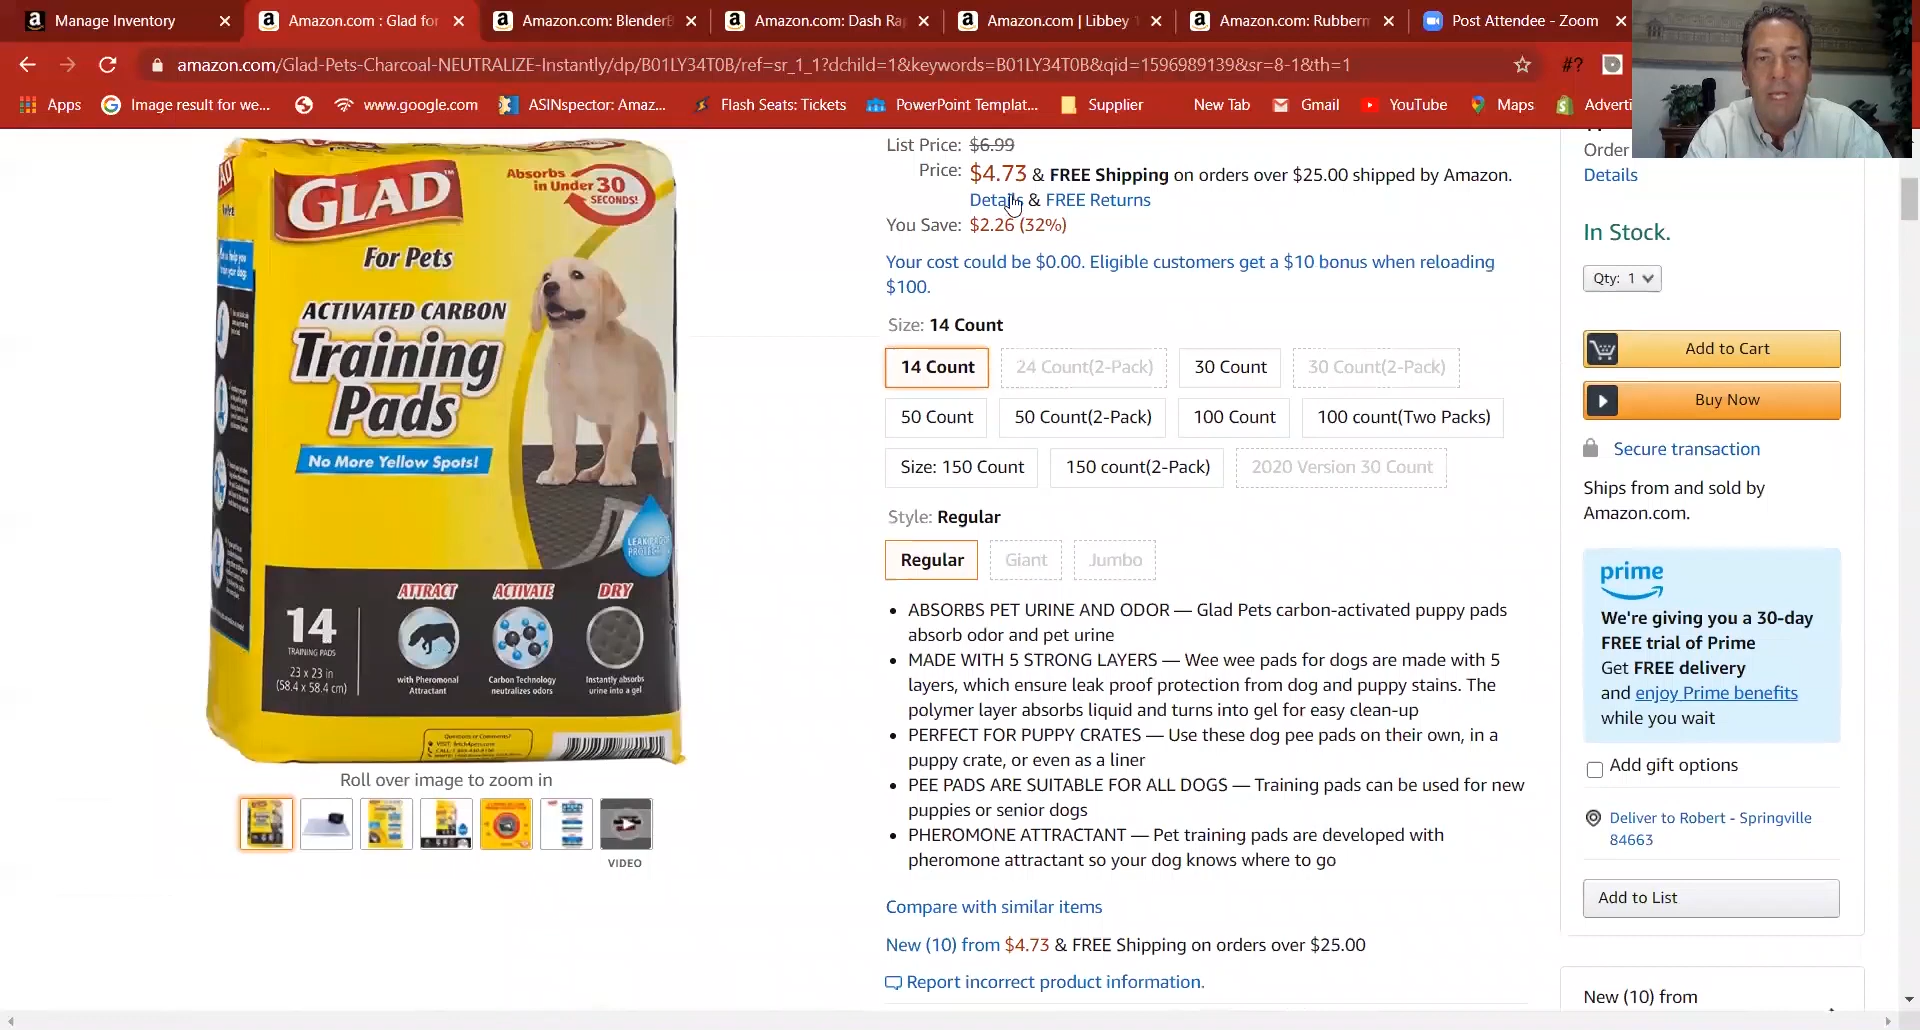 Manage Inventory
Amazon.com : Glad for
Amazon.com: BlenderB
Amazon.com: Dash Ra
Amazon.com | Libbey
Amazon.com: Rubberm
Post Attendee - Zoom
amazon.com/Glad-Pets-Charcoal-NEUTRALIZE-Instantly/dp/B01LY34T0B/ref=sr_1_1?dchild=1&keywords=B01LY34T0B&qid=1596989139&sr=8-1&th=1
#?
Apps
Image result for we...
www.google.com
ASINspector: Amaz...
Flash Seats: Tickets
PowerPoint Templat...
Supplier
New Tab
Gmail
YouTube
Maps
Adverti
GLAD™
Absorbs
in Under 30
SECONDS!
For Pets
ACTIVATED CARBON
Training
Pads
No More Yellow Spots!
ATTRACT
ACTIVATE
DRY
14
TRAINING PADS
23 x 23 in
(58.4 x 58.4 cm)
with Pheromonal
Attractant
Carbon Technology
neutralizes odors
Instantly absorbs
urine into a gel
Questions or Comments?
Roll over image to zoom in
VIDEO
List Price: $6.99
Price: $4.73 & FREE Shipping on orders over $25.00 shipped by Amazon.
Details & FREE Returns
You Save: $2.26 (32%)
Your cost could be $0.00. Eligible customers get a $10 bonus when reloading
$100.
Size: 14 Count
14 Count
24 Count(2-Pack)
30 Count
30 Count(2-Pack)
50 Count
50 Count(2-Pack)
100 Count
100 count(Two Packs)
Size: 150 Count
150 count(2-Pack)
2020 Version 30 Count
Style: Regular
Regular
Giant
Jumbo
• ABSORBS PET URINE AND ODOR — Glad Pets carbon-activated puppy pads
absorb odor and pet urine
• MADE WITH 5 STRONG LAYERS — Wee wee pads for dogs are made with 5
layers, which ensure leak proof protection from dog and puppy stains. The
polymer layer absorbs liquid and turns into gel for easy clean-up
• PERFECT FOR PUPPY CRATES — Use these dog pee pads on their own, in a
puppy crate, or even as a liner
• PEE PADS ARE SUITABLE FOR ALL DOGS — Training pads can be used for new
puppies or senior dogs
• PHEROMONE ATTRACTANT — Pet training pads are developed with
pheromone attractant so your dog knows where to go
Compare with similar items
New (10) from $4.73 & FREE Shipping on orders over $25.00
Report incorrect product information.
Order
Details
In Stock.
Qty: 1
Add to Cart
Buy Now
Secure transaction
Ships from and sold by
Amazon.com.
prime
We're giving you a 30-day
FREE trial of Prime
Get FREE delivery
and enjoy Prime benefits
while you wait
Add gift options
Deliver to Robert - Springville
84663
Add to List
New (10) from